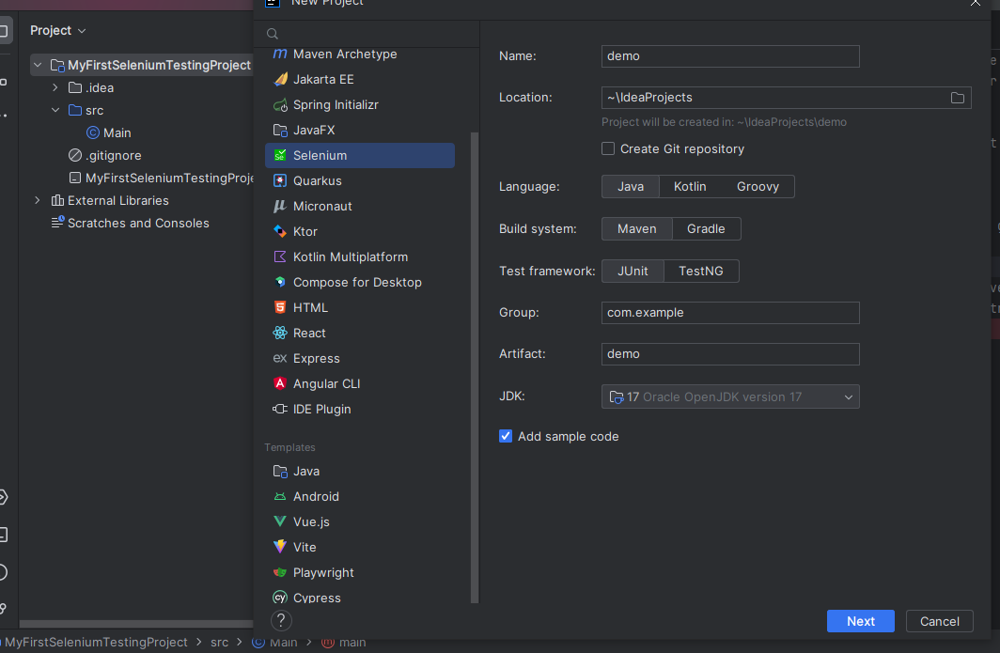 New Project
Project
MyFirstSeleniumTestingProject
.idea
src
Main
.gitignore
MyFirstSeleniumTestingProje
External Libraries
Scratches and Consoles
Maven Archetype
Jakarta EE
Spring Initializr
JavaFX
Selenium
Quarkus
Micronaut
Ktor
Kotlin Multiplatform
Compose for Desktop
HTML
React
Express
Angular CLI
IDE Plugin
Templates
Java
Android
Vue.js
Vite
Playwright
Cypress
Name: demo
Location: ~\IdeaProjects
Project will be created in: ~\IdeaProjects\demo
Create Git repository
Language: Java Kotlin Groovy
Build system: Maven Gradle
Test framework: JUnit TestNG
Group: com.example
Artifact: demo
JDK: 17 Oracle OpenJDK version 17
Add sample code
? Next Cancel
MyFirstSeleniumTestingProject > src > Main > main